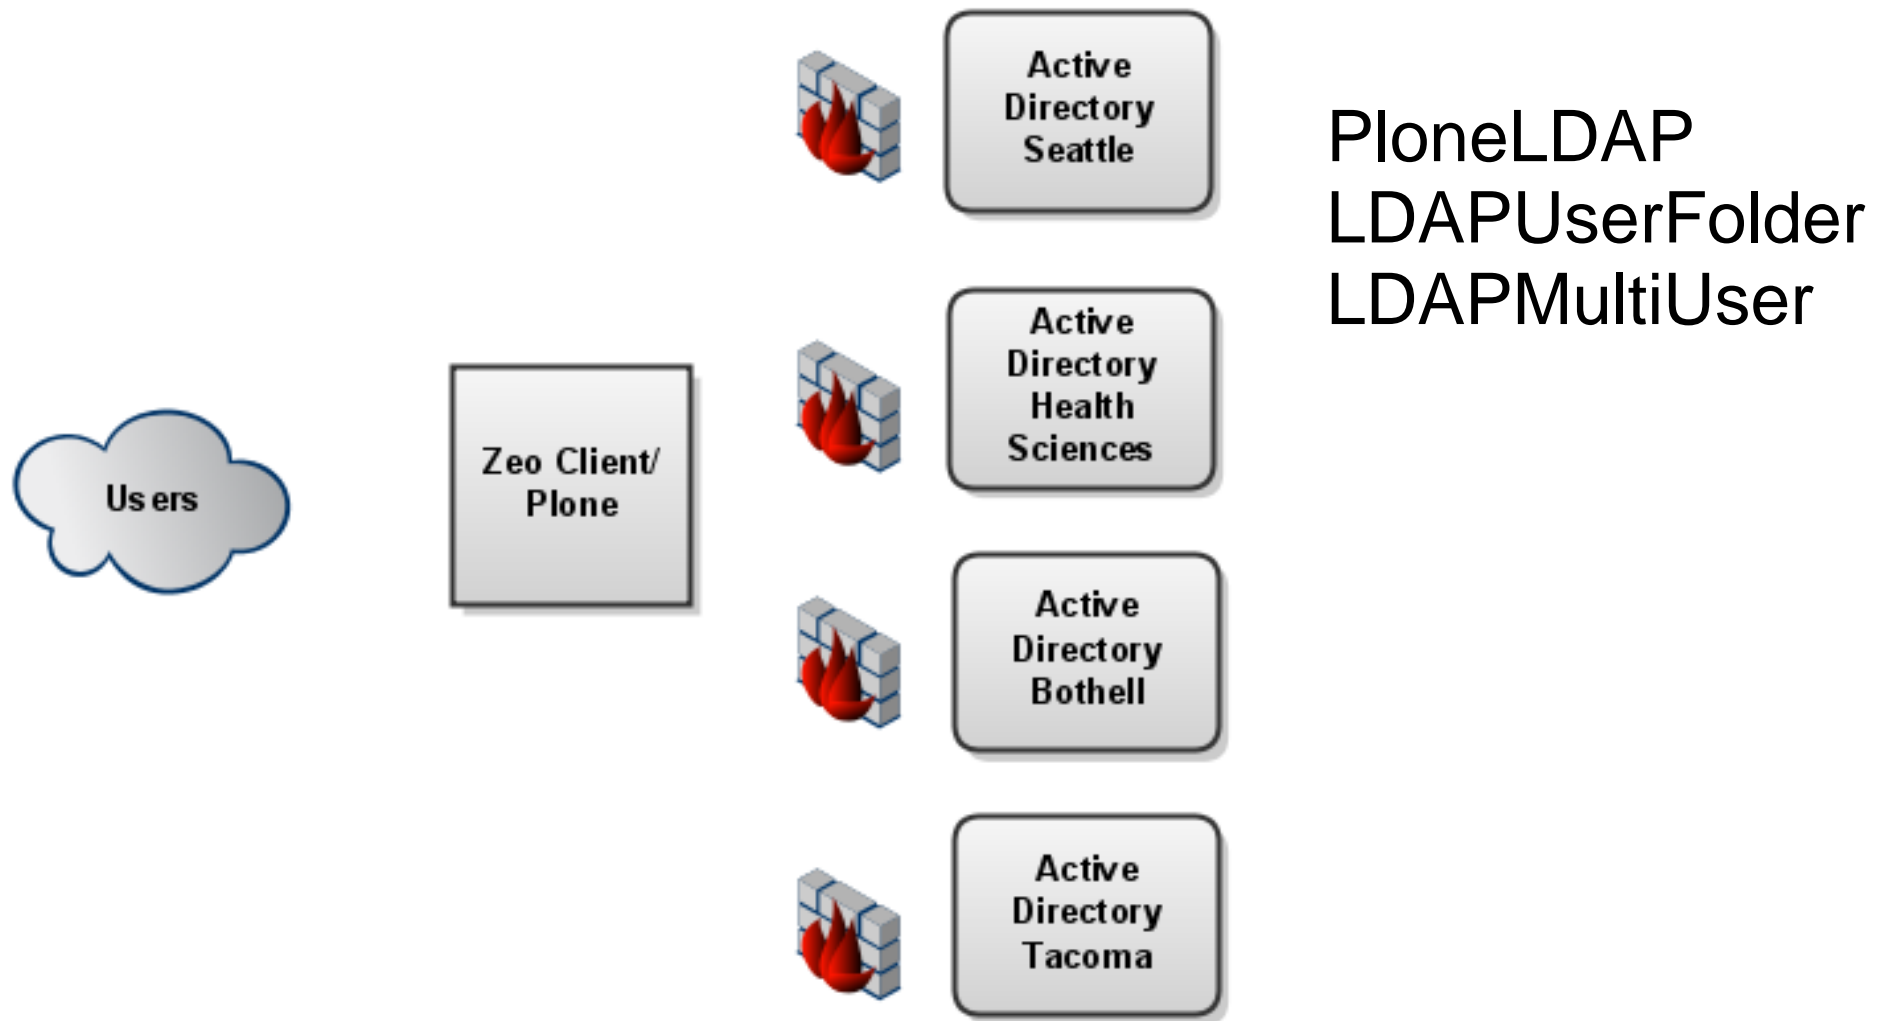 Users
Zeo Client/
Plone
Active
Directory
Seattle
Active
Directory
Health
Sciences
Active
Directory
Bothell
Active
Directory
Tacoma
PloneLDAP
LDAPUserFolder
LDAPMultiUser